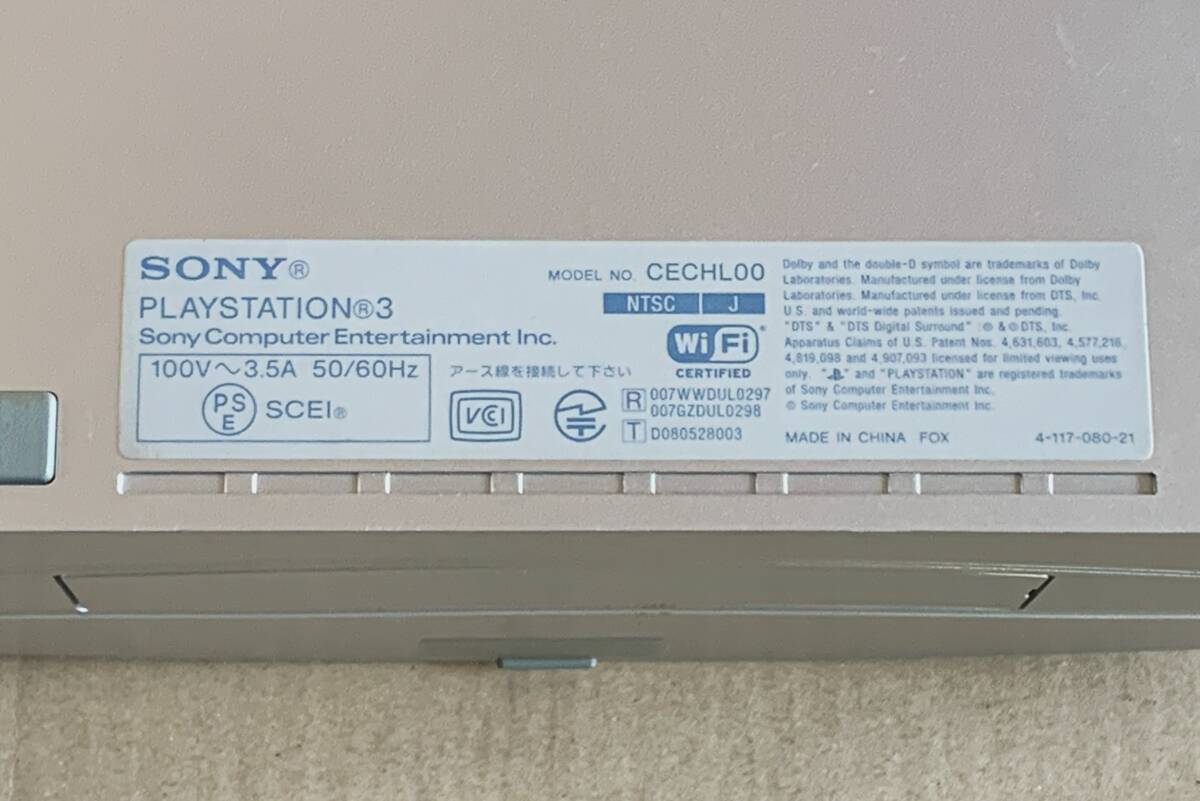 SONY®
PLAYSTATION®3
Sony Computer Entertainment Inc.
100V～3.5A 50/60Hz
PSE SCEI®
MODEL NO. CECHL00
NTSC J
Wi Fi®
CERTIFIED
アース線を接続して下さい
VCCI
R 007WWDUL0297
007GZDUL0298
T D080528003
Dolby and the double-D symbol are trademarks of Dolby
Laboratories. Manufactured under license from Dolby
Laboratories. Manufactured under license from DTS, Inc.
U.S. and world-wide patents issued and pending.
"DTS" & "DTS Digital Surround" : ® & © DTS, Inc.
Apparatus Claims of U.S. Patent Nos. 4,631,603, 4,577,216,
4,819,098 and 4,907,093 licensed for limited viewing uses
only. " " and "PLAYSTATION" are registered trademarks
of Sony Computer Entertainment Inc.
© Sony Computer Entertainment Inc.
MADE IN CHINA FOX 4-117-080-21